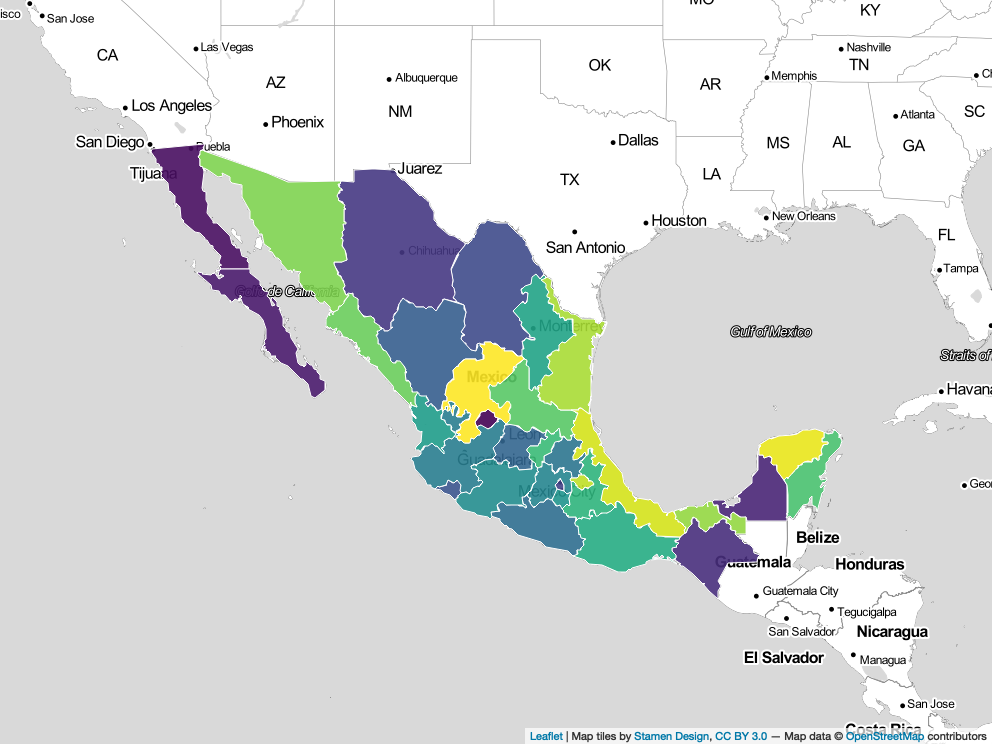 MO
KY
isco
San Jose
Las Vegas
Nashville
CA
TN
OK
AZ
Albuquerque
Memphis
AR
Los Angeles
NM
SC
Phoenix
Atlanta
San Diego
Dallas
MS
AL
GA
Puebla
Juarez
Tijuana
TX
LA
New Orleans
Houston
FL
San Antonio
Chihuahua
Tampa
Golfo de California
Monterrey
Gulf of Mexico
Straits of
Mexico
Havana
Leon
Guadalajara
Mexico City
Geor
Belize
Guatemala
Honduras
Guatemala City
Tegucigalpa
San Salvador
Nicaragua
El Salvador
Managua
San Jose
Costa Rica
Leaflet | Map tiles by Stamen Design, CC BY 3.0 — Map data © OpenStreetMap contributors